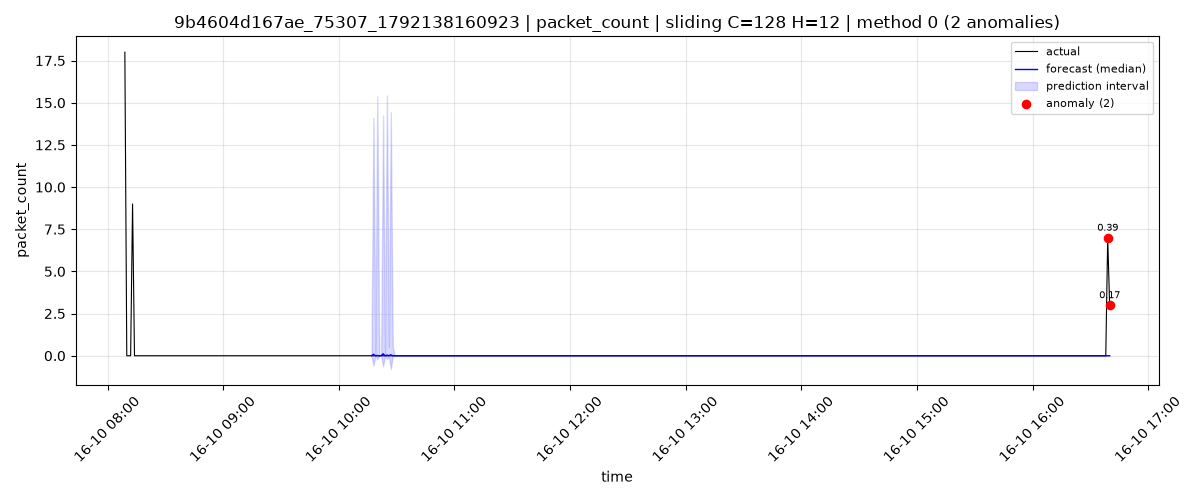 9b4604d167ae_75307_1792138160923 | packet_count | sliding C=128 H=12 | method 0 (2 anomalies)
actual
forecast (median)
prediction interval
anomaly (2)
17.5
15.0
12.5
10.0
7.5
5.0
2.5
0.0
packet_count
0.39
0.17
16-10 08:00
16-10 09:00
16-10 10:00
16-10 11:00
16-10 12:00
16-10 13:00
16-10 14:00
16-10 15:00
16-10 16:00
16-10 17:00
time